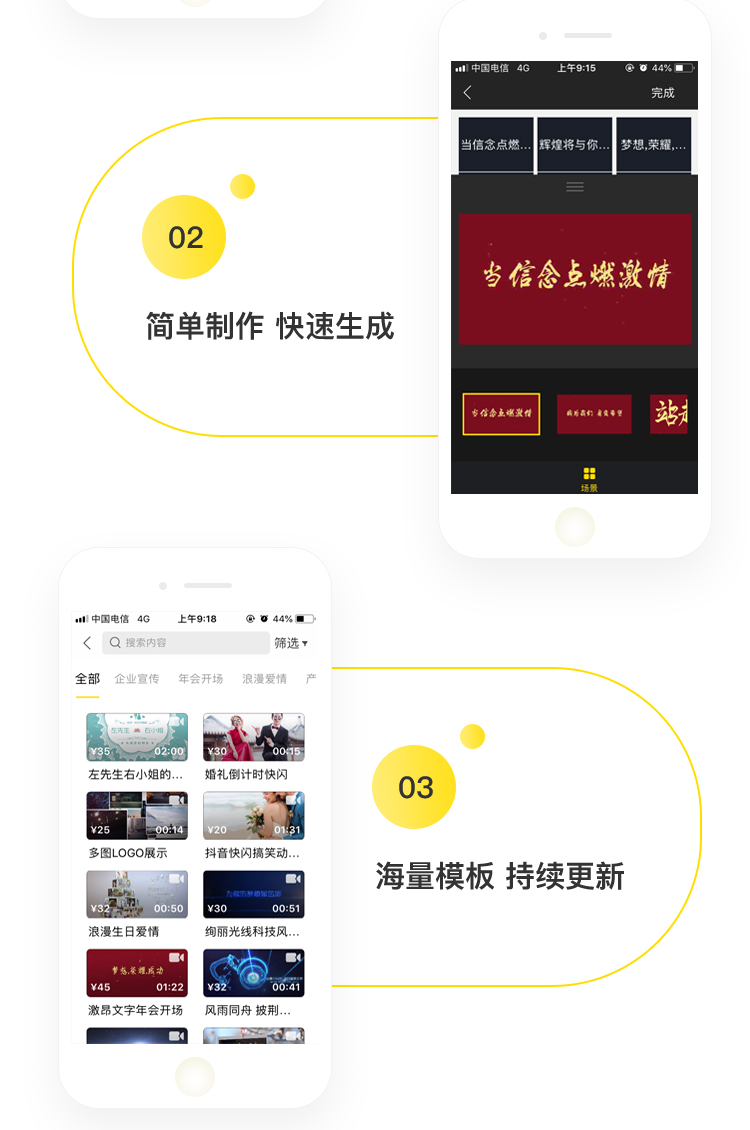 中国电信 4G 上午9:15 44%
完成
当信念点燃... 辉煌将与你... 梦想,荣耀,...
当信念点燃激情
当信念点燃激情
站起
场景
02
简单制作 快速生成
中国电信 4G 上午9:18 44%
搜索内容 筛选
全部 企业宣传 年会开场 浪漫爱情 产
左先生 右小姐
¥35 02:00 ¥30 00:15
左先生右小姐的... 婚礼倒计时快闪
¥25 00:14 ¥20 01:31
多图LOGO展示 抖音快闪搞笑动...
¥32 00:50 ¥30 00:51
浪漫生日爱情 绚丽光线科技风...
梦想,荣耀,成功
¥45 01:22 ¥32 00:41
激昂文字年会开场 风雨同舟 披荆...
03
海量模板 持续更新